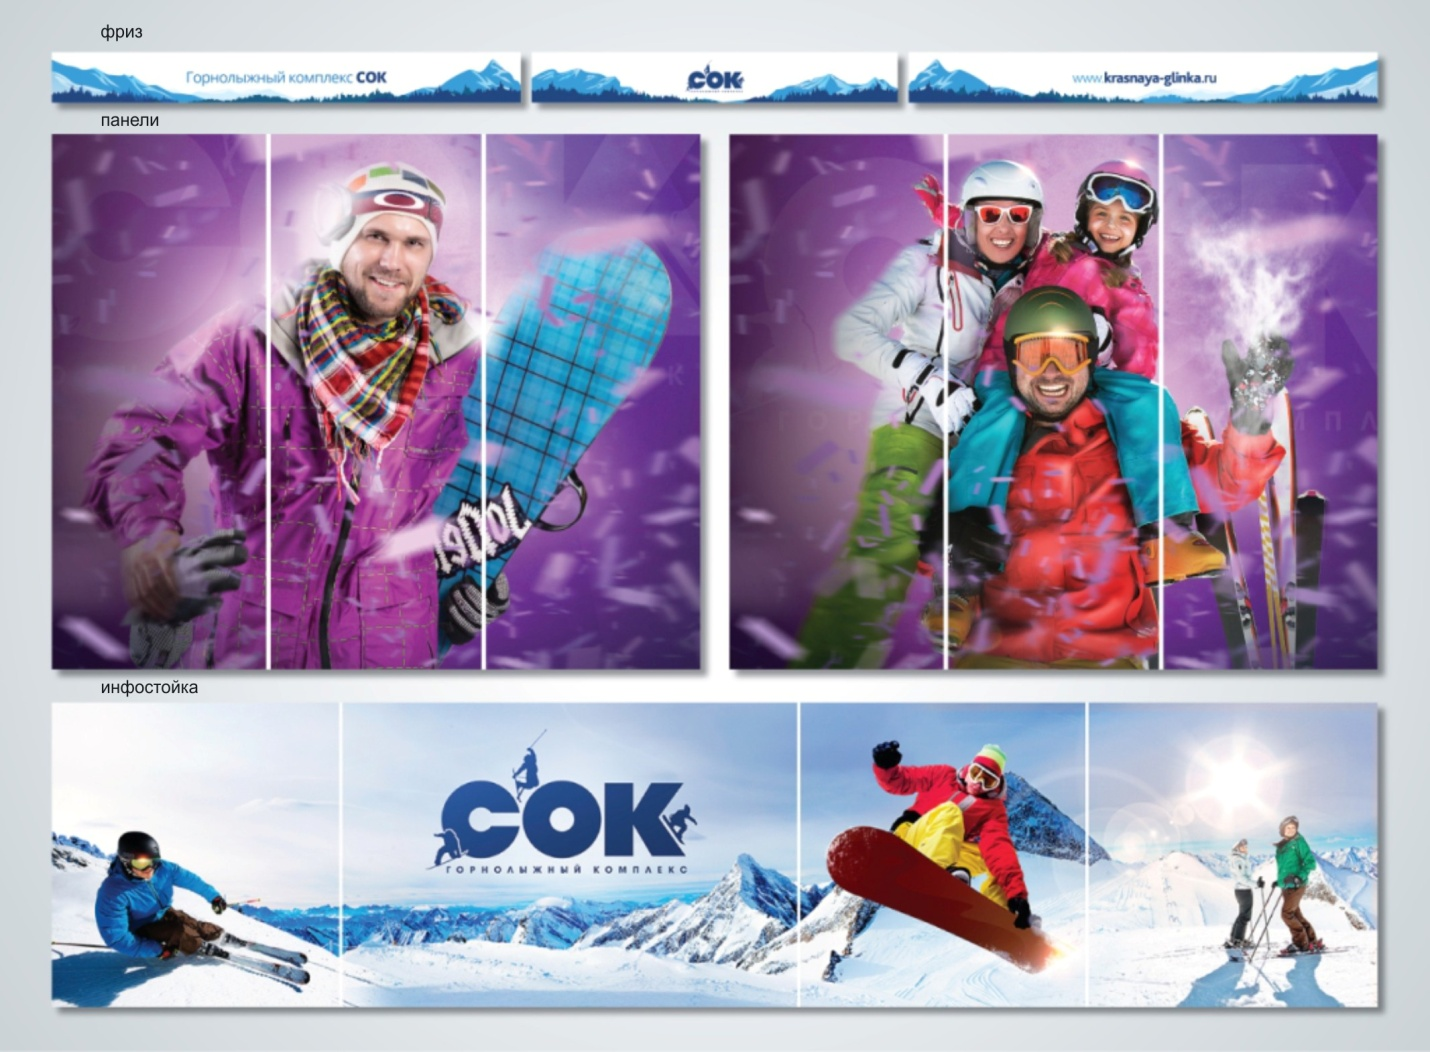 фриз
Горнолыжный комплекс СОК
СОК
www.krasnaya-glinka.ru
панели
инфостойка
СОК
ГОРНОЛЫЖНЫЙ КОМПЛЕКС